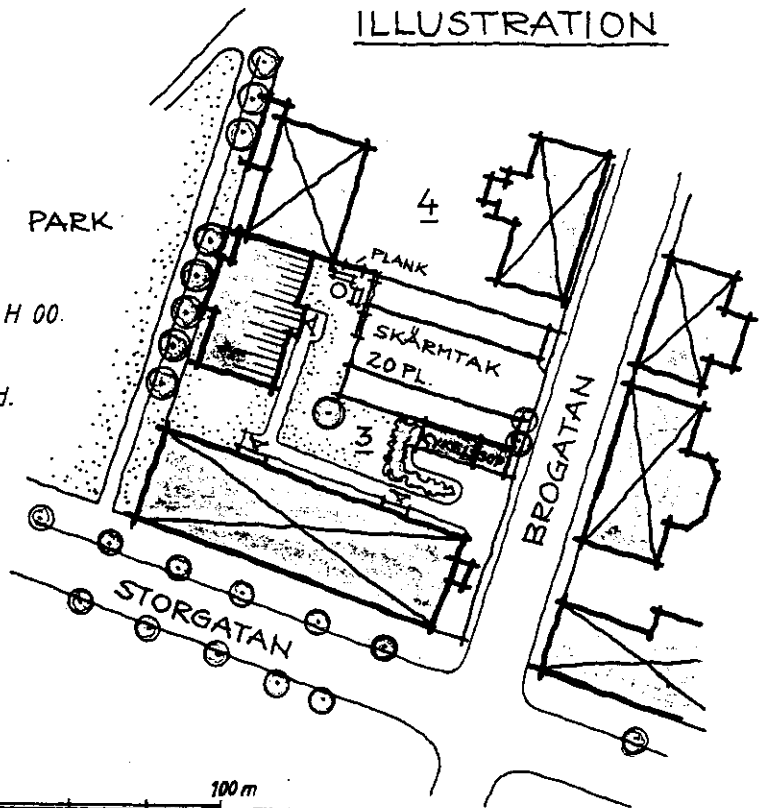 ILLUSTRATION
PARK
4
PLANK
H 00.
SKÄRMTAK
20 PL.
d.
3
BROGATAN
STORGATAN
100 m